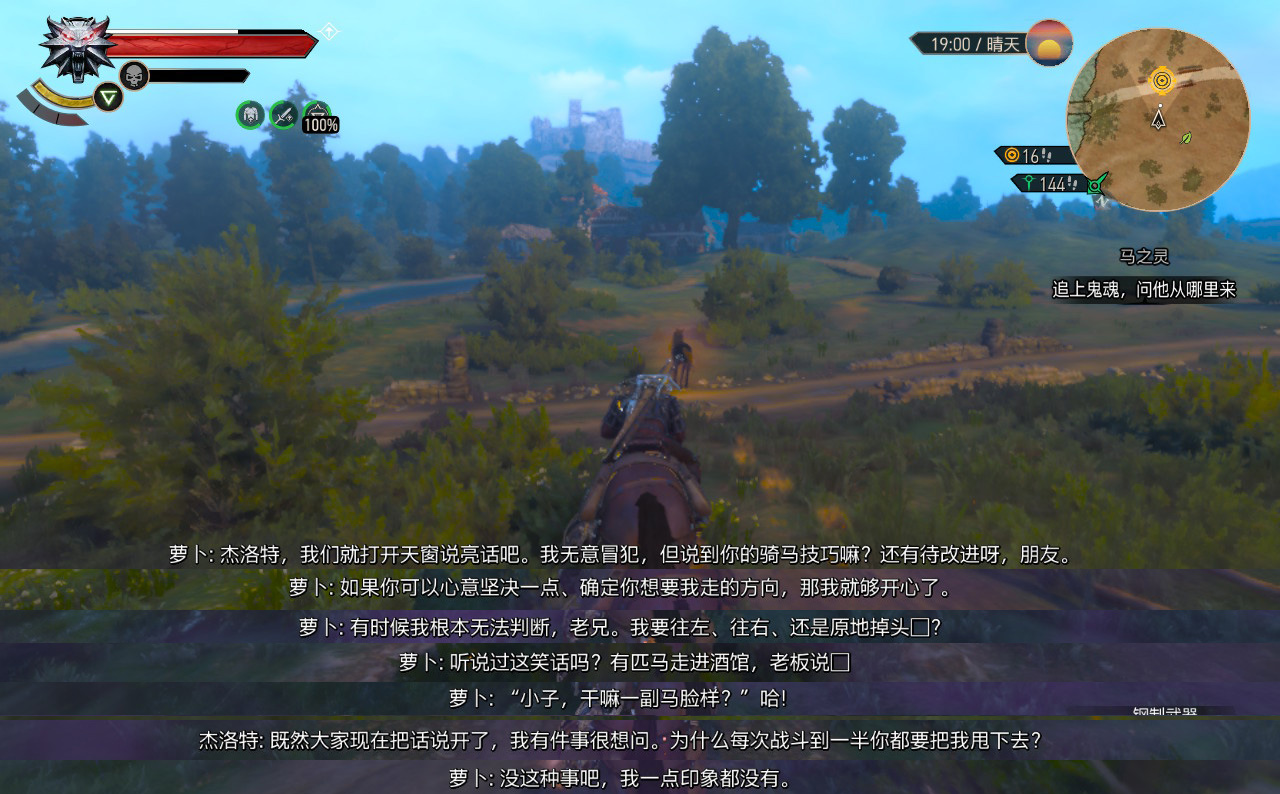 19:00 / 晴天
100%
16
144
马之灵
追上鬼魂，问他从哪里来
萝卜: 杰洛特，我们就打开天窗说亮话吧。我无意冒犯，但说到你的骑马技巧嘛？还有待改进呀，朋友。
萝卜: 如果你可以心意坚决一点、确定你想要我走的方向，那我就够开心了。
萝卜: 有时候我根本无法判断，老兄。我要往左、往右、还是原地掉头□？
萝卜: 听说过这笑话吗？有匹马走进酒馆，老板说□
萝卜: “小子，干嘛一副马脸样？”哈！
钢制武器
杰洛特: 既然大家现在把话说开了，我有件事很想问。为什么每次战斗到一半你都要把我甩下去？
萝卜: 没这种事吧，我一点印象都没有。